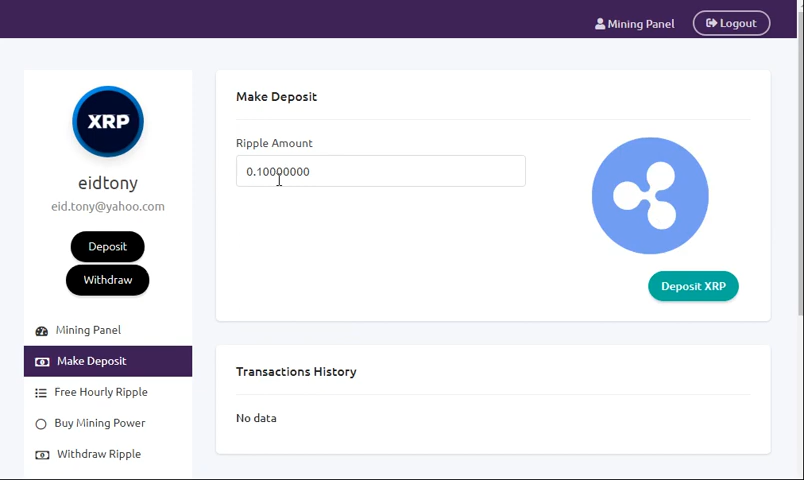 Mining Panel
Logout
XRP
eidtony
eid.tony@yahoo.com
Deposit
Withdraw
Mining Panel
Make Deposit
Free Hourly Ripple
Buy Mining Power
Withdraw Ripple
Make Deposit
Ripple Amount
0.10000000
Deposit XRP
Transactions History
No data